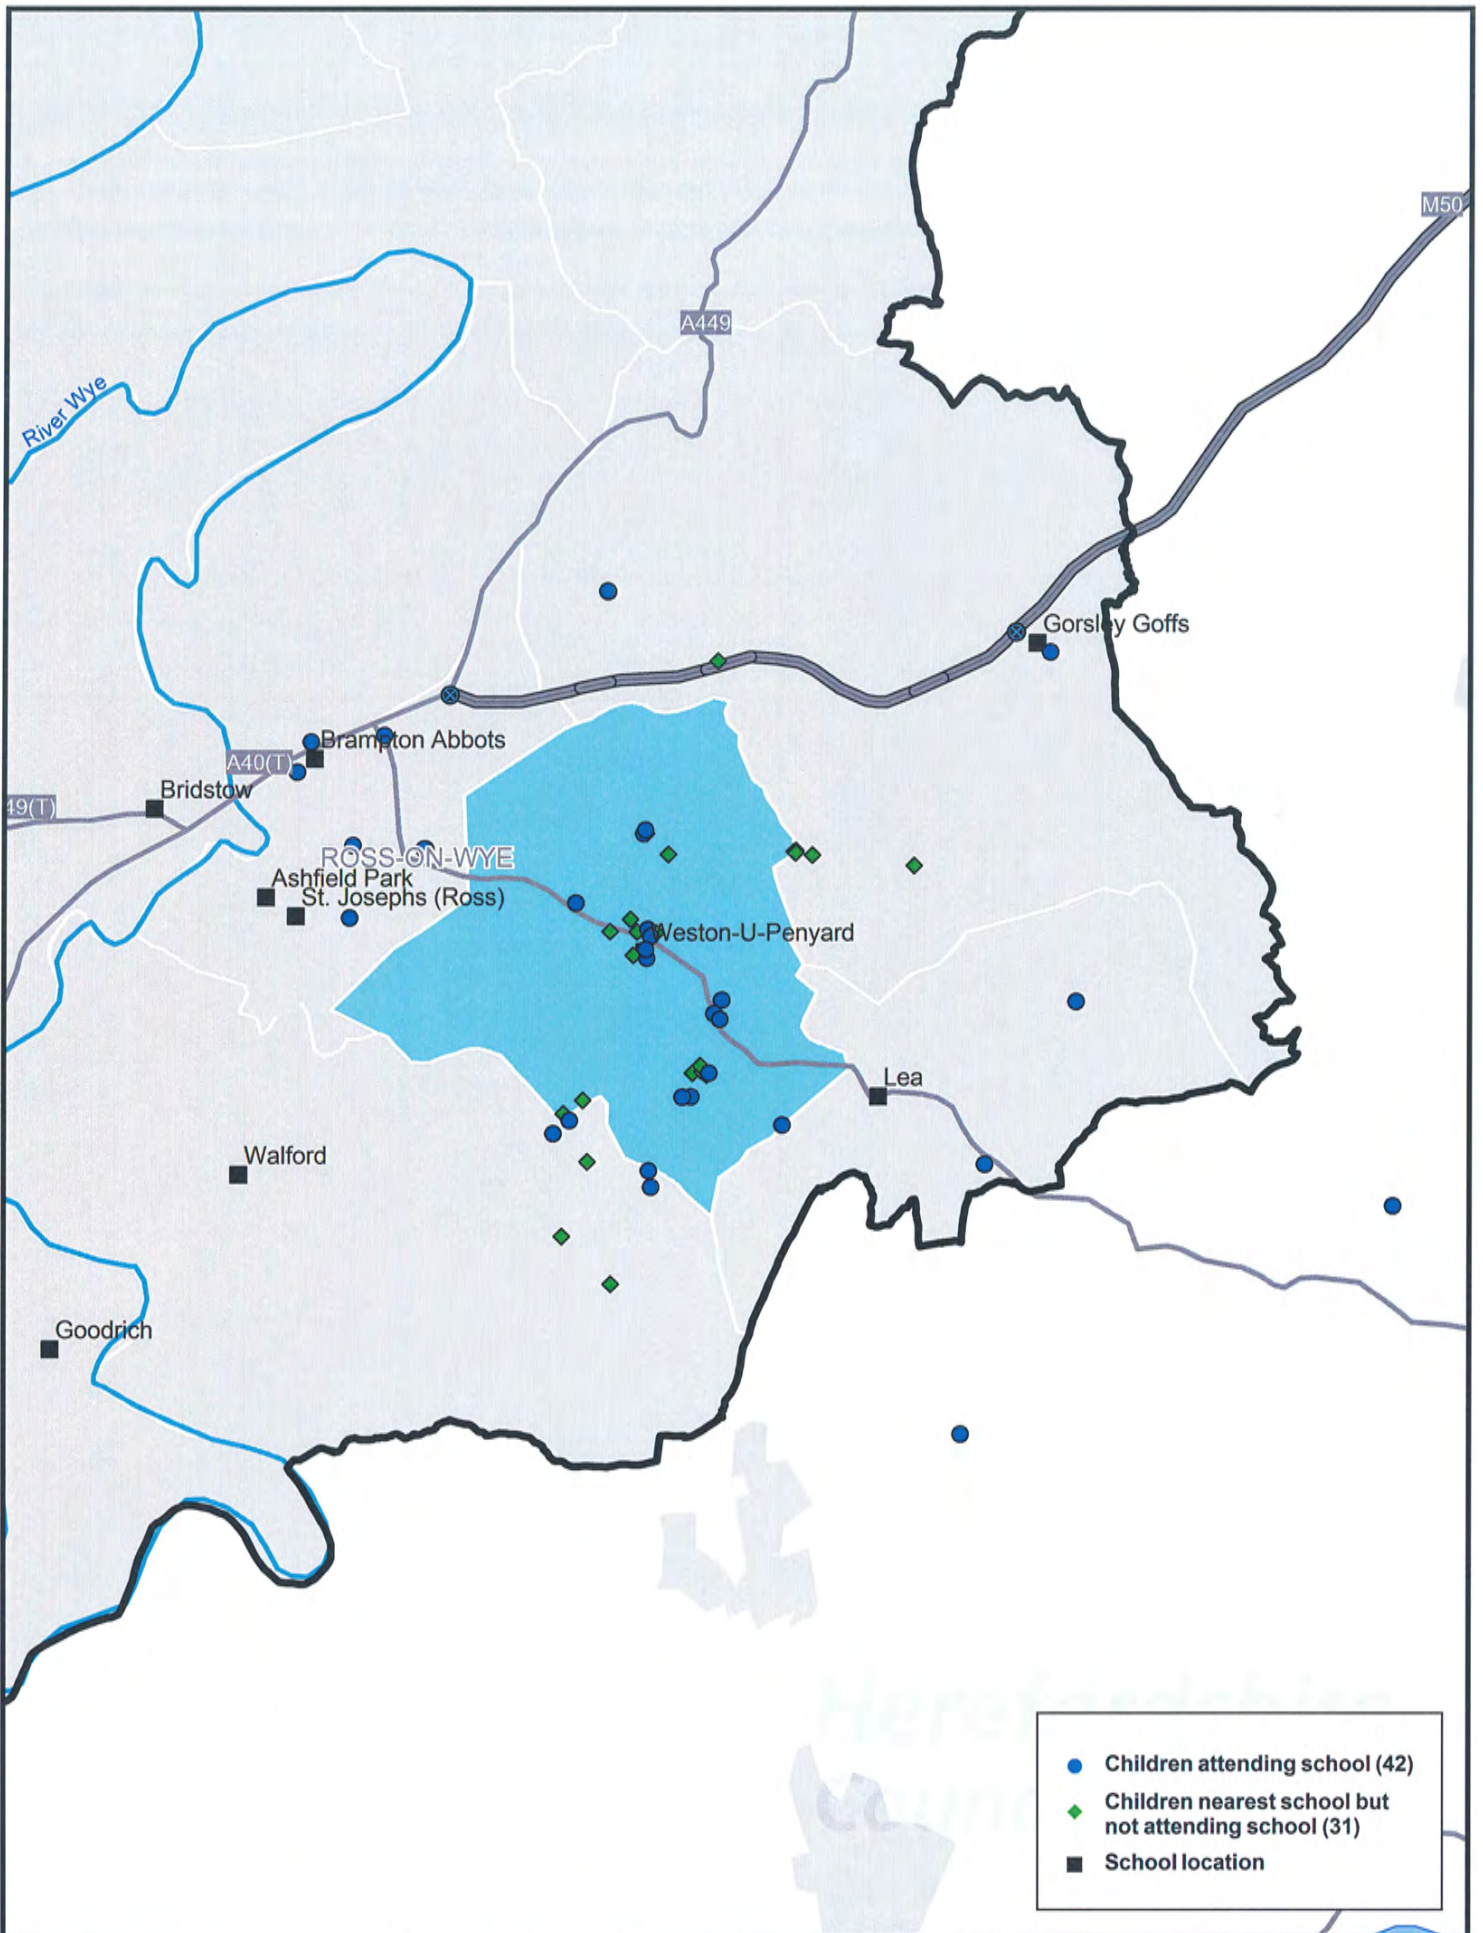 M50
A449
River Wye
Gorsley Goffs
Brampton Abbots
A40(T)
Bridstow
49(T)
ROSS-ON-WYE
Ashfield Park
St. Josephs (Ross)
Weston-U-Penyard
Lea
Walford
Goodrich
Children attending school (42)
Children nearest school but
not attending school (31)
School location